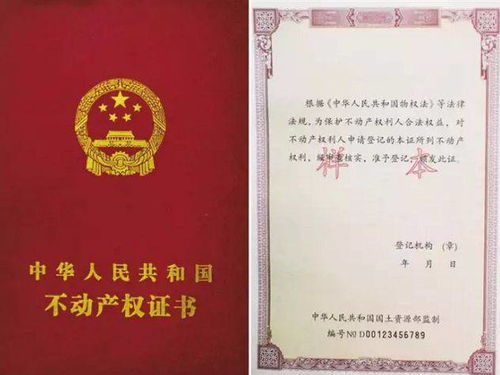 中华人民共和国
不动产权证书
根据《中华人民共和国物权法》等法律
法规，为保护不动产权利人合法权益，对
不动产权利人申请登记的本证所列不动产
权利，经审查核实，准予登记，颁发此证。
样 本
登记机构 （章）
年 月 日
中华人民共和国国土资源部监制
编号 NO D00123456789